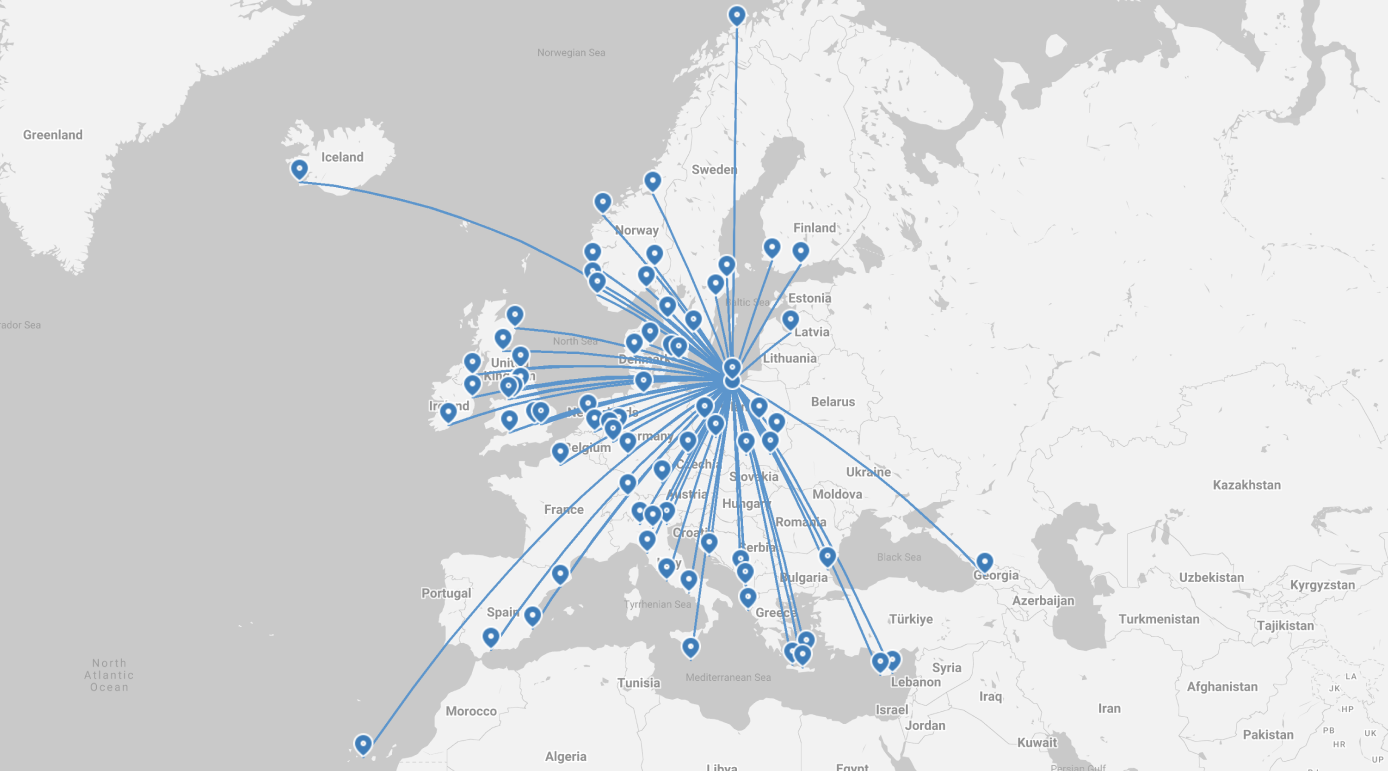 Norwegian Sea
Greenland
Iceland
Sweden
Norway
Finland
Baltic Sea
Estonia
Latvia
rador Sea
North Sea
Denmark
Lithuania
United
Kingdom
Ireland
Belarus
Netherlands
rmany
Belgium
Czechia
Ukraine
Slovakia
Kazakhstan
Austria
Moldova
Hungary
France
Romania
Croati
Serbia
Black Sea
Italy
Georgia
Bulgaria
Uzbekistan
Kyrgyzstan
Portugal
Azerbaijan
Tyrrhenian Sea
Spain
Greece
Türkiye
Turkmenistan
Tajikistan
North
Atlantic
Ocean
Syria
Mediterranean Sea
Tunisia
Lebanon
Afghanistan
LA
JK
HP
Iraq
Iran
Israel
Morocco
Jordan
PB
UK
HR
Pakistan
Kuwait
Algeria
UP
Libya
Egypt
Persian Gulf